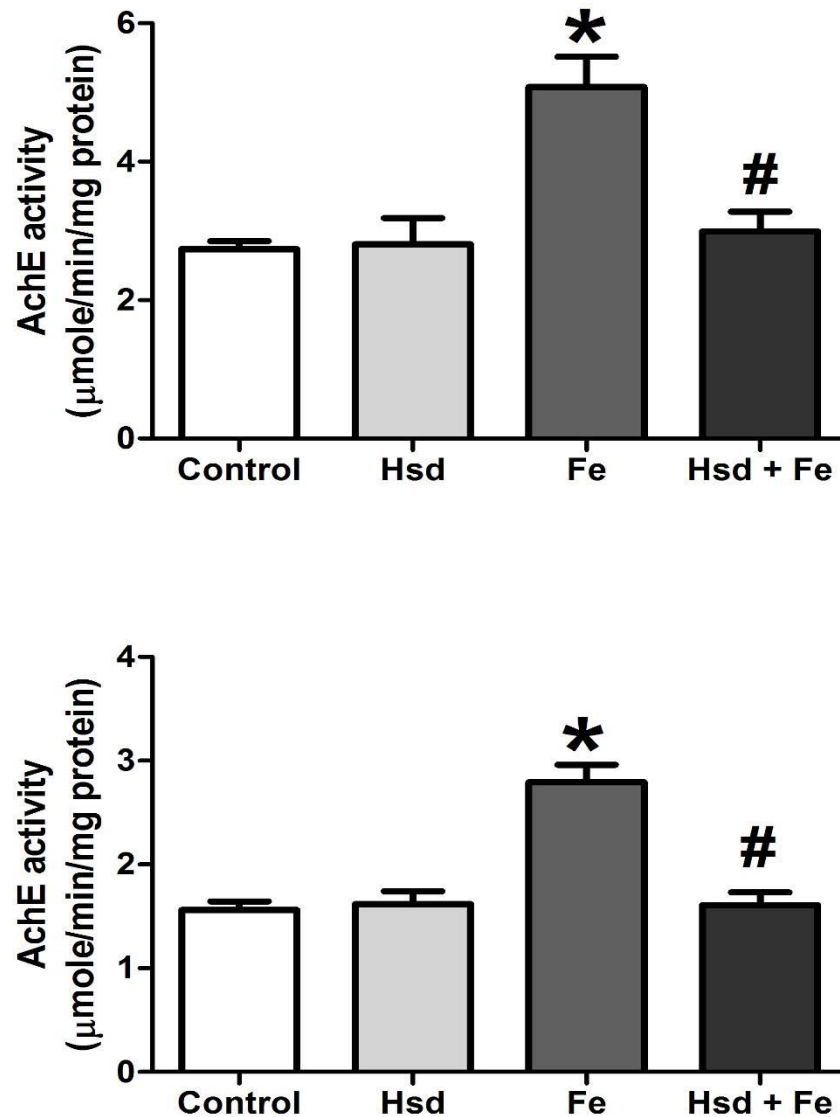 AchE activity
(μmole/min/mg protein)
6
4
2
0
*
#
Control Hsd Fe Hsd + Fe
AchE activity
(μmole/min/mg protein)
4
3
2
1
0
*
#
Control Hsd Fe Hsd + Fe